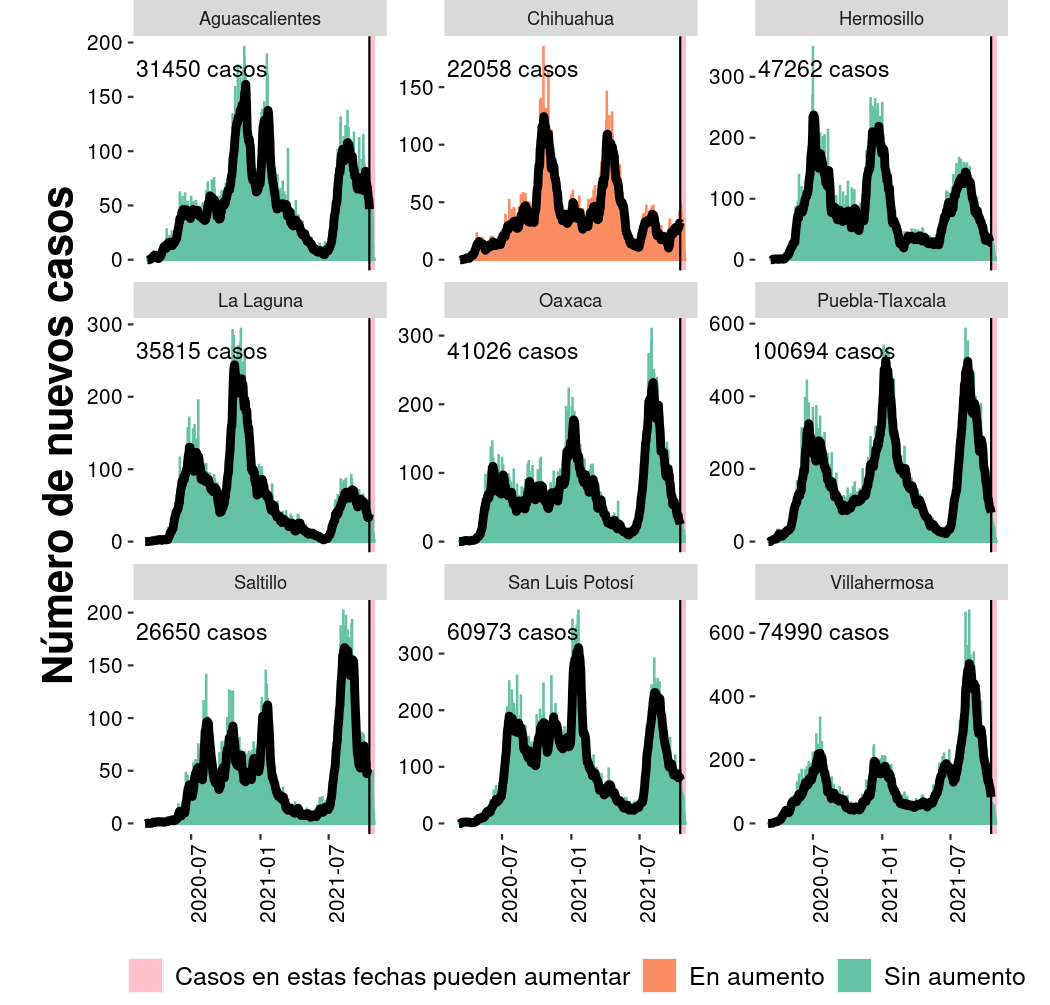 Aguascalientes Chihuahua Hermosillo
200
150
100
50
0
31450 casos
150
100
50
0
22058 casos
300
200
100
0
47262 casos
La Laguna Oaxaca Puebla-Tlaxcala
300
200
100
0
35815 casos
300
200
100
0
41026 casos
600
400
200
0
100694 casos
Saltillo San Luis Potosí Villahermosa
200
150
100
50
0
26650 casos
300
200
100
0
60973 casos
600
400
200
0
74990 casos
Número de nuevos casos
2020-07 2021-01 2021-07 2020-07 2021-01 2021-07 2020-07 2021-01 2021-07
Casos en estas fechas pueden aumentar En aumento Sin aumento